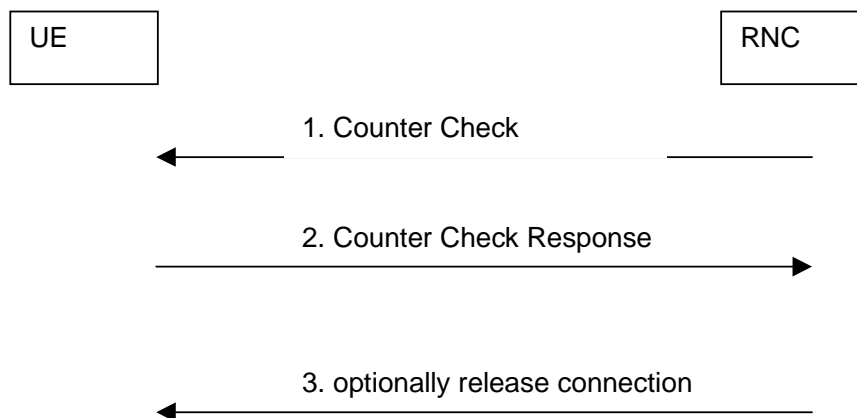 UE
RNC
1. Counter Check
2. Counter Check Response
3. optionally release connection